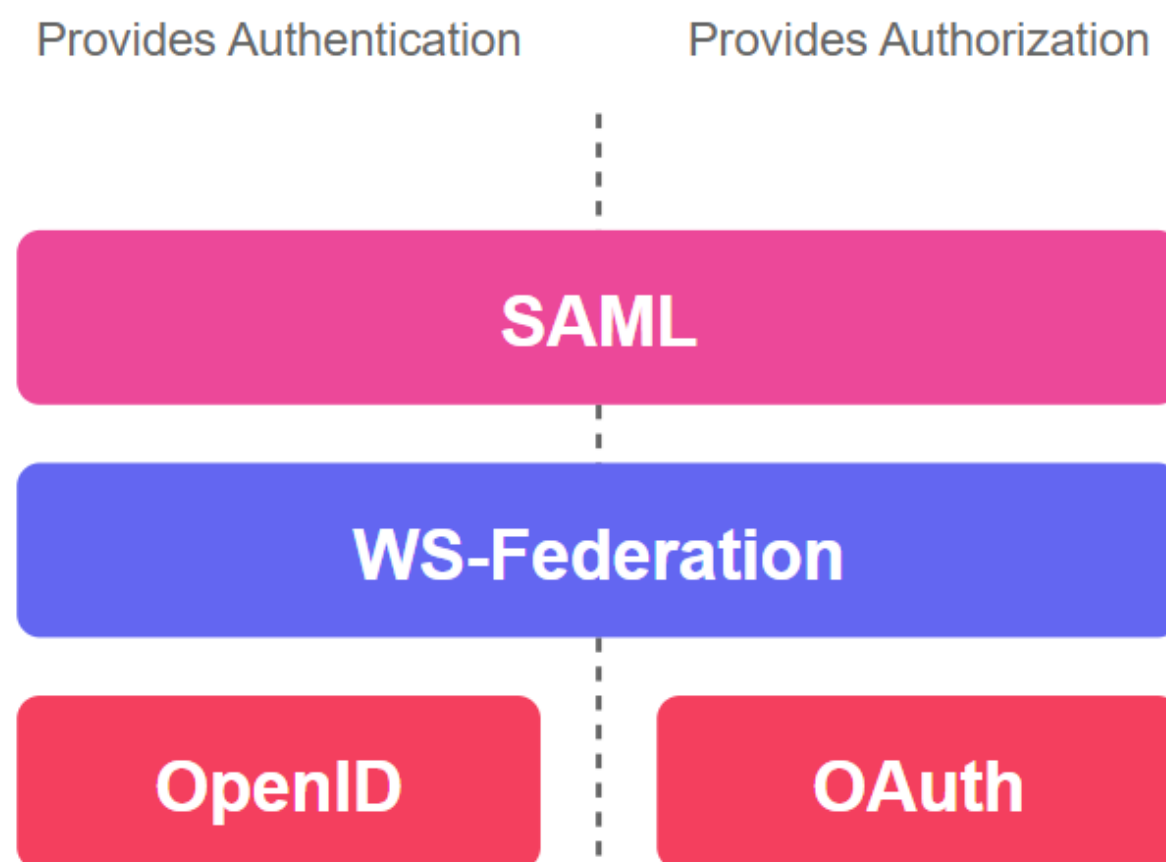 Provides Authentication
Provides Authorization
SAML
WS-Federation
OpenID
OAuth